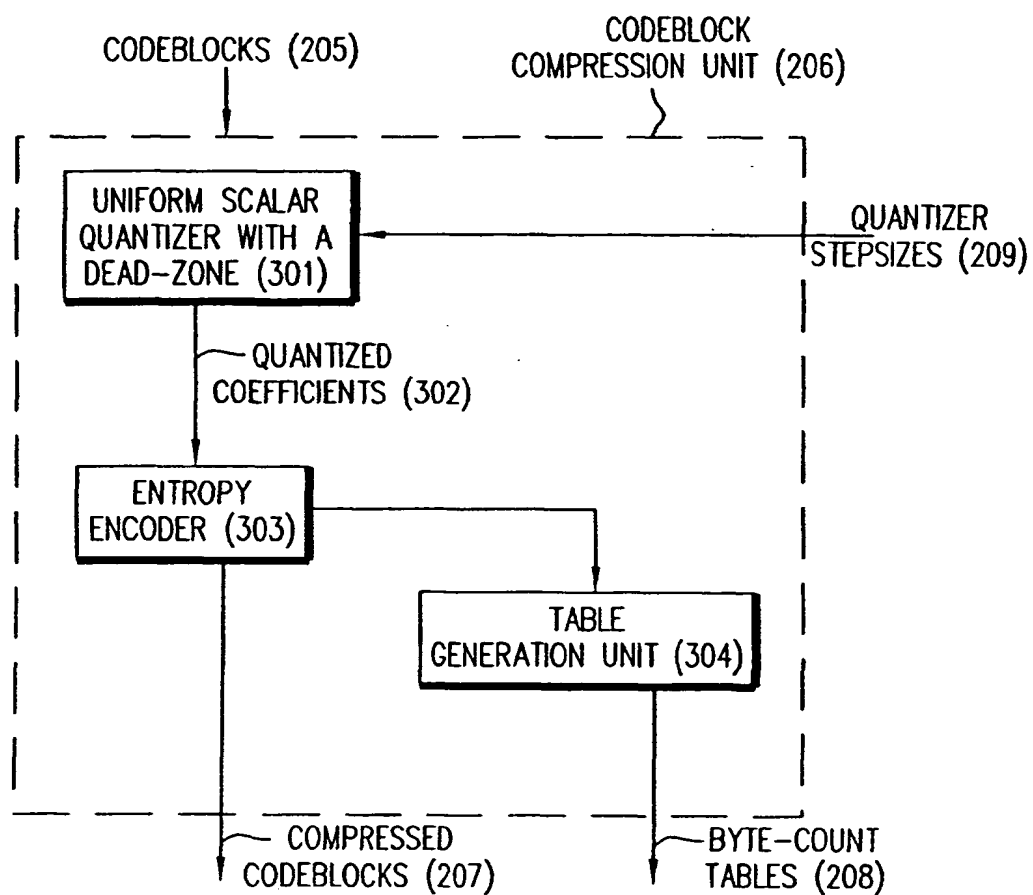 CODEBLOCKS (205)
CODEBLOCK
COMPRESSION UNIT (206)
UNIFORM SCALAR
QUANTIZER WITH A
DEAD-ZONE (301)
QUANTIZER
STEPSIZES (209)
QUANTIZED
COEFFICIENTS (302)
ENTROPY
ENCODER (303)
TABLE
GENERATION UNIT (304)
COMPRESSED
CODEBLOCKS (207)
BYTE-COUNT
TABLES (208)